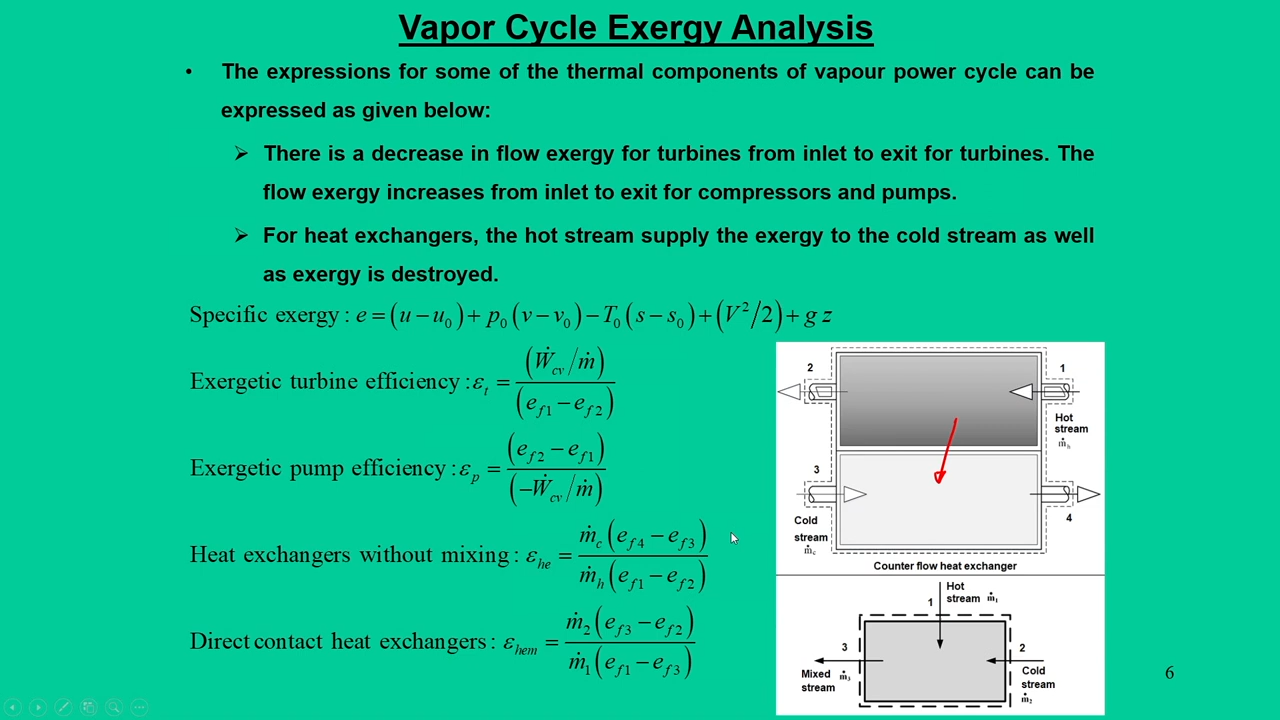 Vapor Cycle Exergy Analysis
• The expressions for some of the thermal components of vapour power cycle can be
expressed as given below:
➢ There is a decrease in flow exergy for turbines from inlet to exit for turbines. The
flow exergy increases from inlet to exit for compressors and pumps.
➢ For heat exchangers, the hot stream supply the exergy to the cold stream as well
as exergy is destroyed.
Specific exergy : e = (u − u₀) + p₀ (v − v₀) − T₀ (s − s₀) + (V²/2) + g z
Exergetic turbine efficiency : εₜ = (Ẇcv/ṁ) / (e_f1 − e_f2)
Exergetic pump efficiency : εₚ = (e_f2 − e_f1) / (−Ẇcv/ṁ)
Heat exchangers without mixing : ε_he = ṁ_c (e_f4 − e_f3) / ṁ_h (e_f1 − e_f2)
Direct contact heat exchangers : ε_hem = ṁ₂ (e_f3 − e_f2) / ṁ₁ (e_f1 − e_f3)
2
1
Hot
stream
ṁh
3
4
Cold
stream
ṁc
Counter flow heat exchanger
Hot
1 stream ṁ₁
3
2
Mixed ṁ₃
stream
Cold
stream
ṁ₂
6